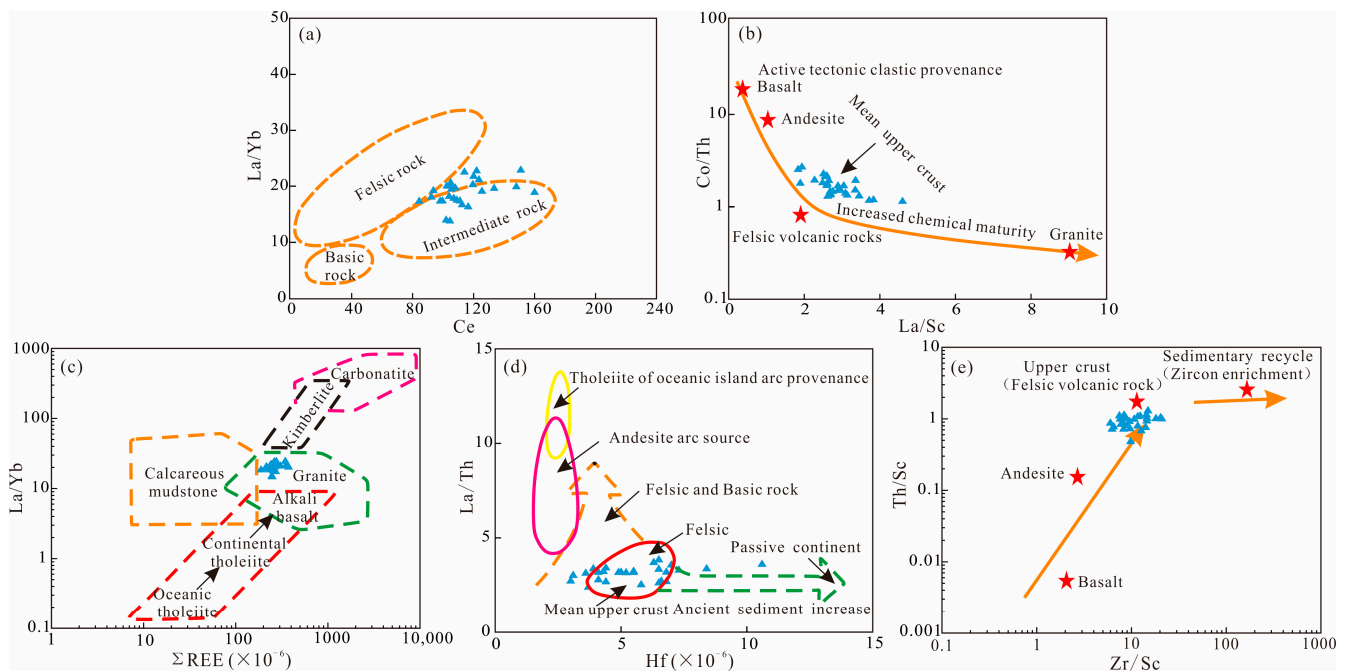 (a)
50
40
30
20
10
0
La/Yb
Felsic rock
Intermediate rock
Basic
rock
0
40
80
120
160
200
240
Ce
(b)
100
10
1
0.1
Co/Th
Active tectonic clastic provenance
Basalt
Andesite
Mean upper crust
Increased chemical maturity
Felsic volcanic rocks
Granite
0
2
4
6
8
10
La/Sc
(c)
1000
100
10
1
0.1
La/Yb
Carbonatite
Kimberlite
Calcareous
mudstone
Granite
Alkali
basalt
Continental
tholeiite
Oceanic
tholeiite
1
10
100
1000
10,000
ΣREE(×10⁻⁶)
(d)
15
10
5
0
La/Th
Tholeiite of oceanic island arc provenance
Andesite arc source
Felsic and Basic rock
Felsic
Passive continent
Mean upper crust
Ancient sediment increase
0
5
10
15
Hf(×10⁻⁶)
(e)
10
1
0.1
0.01
0.001
Th/Sc
Upper crust
(Felsic volcanic rock)
Sedimentary recycle
(Zircon enrichment)
Andesite
Basalt
0.1
1
10
100
1000
Zr/Sc